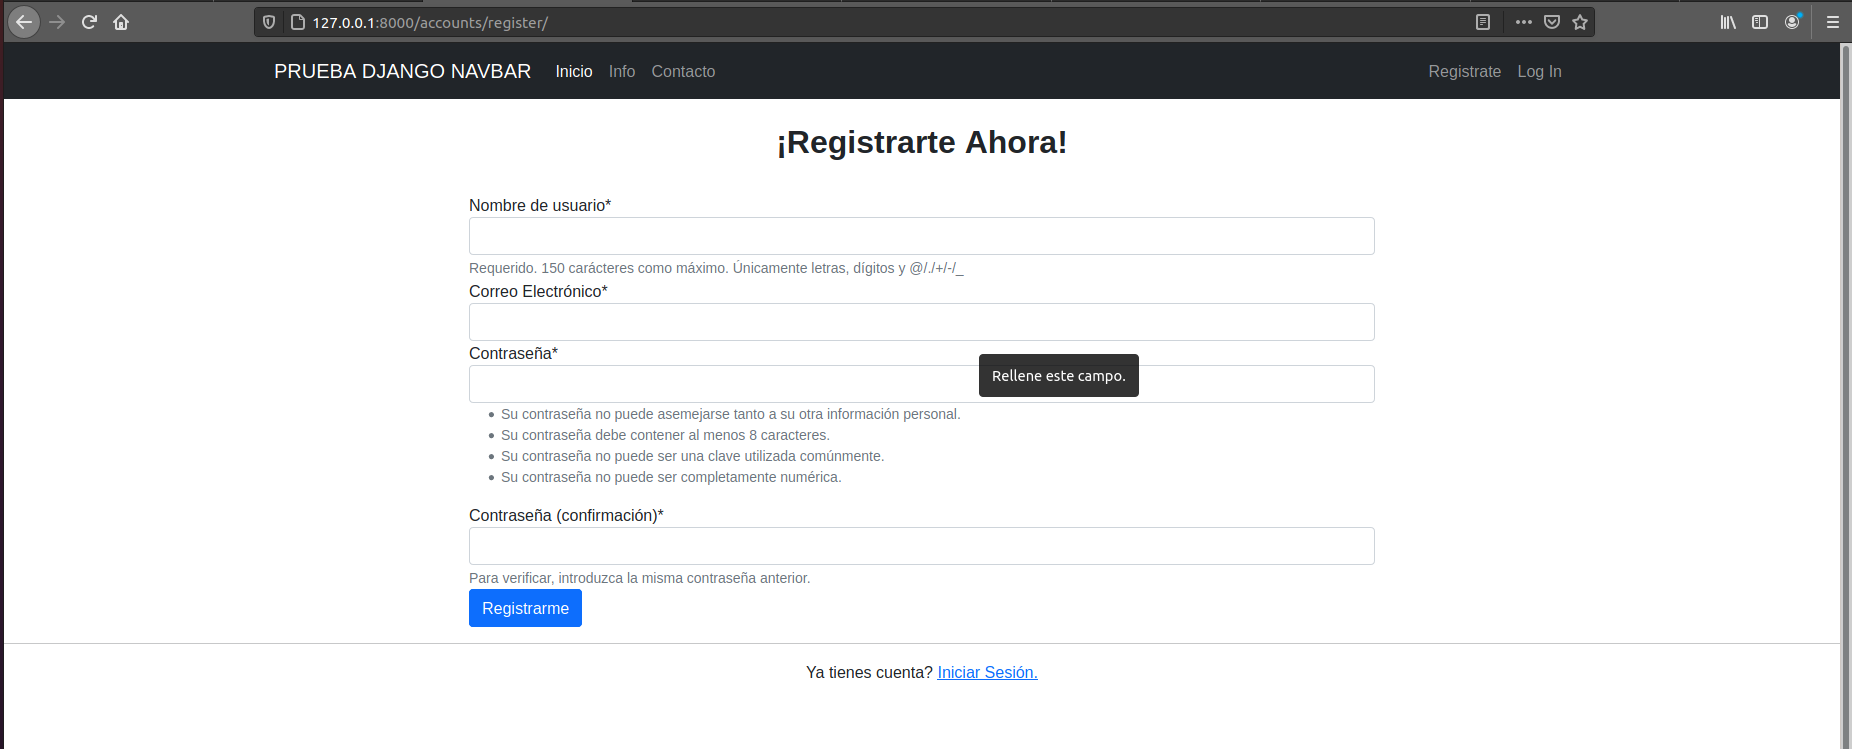 127.0.0.1:8000/accounts/register/
PRUEBA DJANGO NAVBAR Inicio Info Contacto Registrate Log In
¡Registrarte Ahora!
Nombre de usuario*
Requerido. 150 carácteres como máximo. Únicamente letras, dígitos y @/./+/-/_
Correo Electrónico*
Contraseña*
Rellene este campo.
Su contraseña no puede asemejarse tanto a su otra información personal.
Su contraseña debe contener al menos 8 caracteres.
Su contraseña no puede ser una clave utilizada comúnmente.
Su contraseña no puede ser completamente numérica.
Contraseña (confirmación)*
Para verificar, introduzca la misma contraseña anterior.
Registrarme
Ya tienes cuenta? Iniciar Sesión.